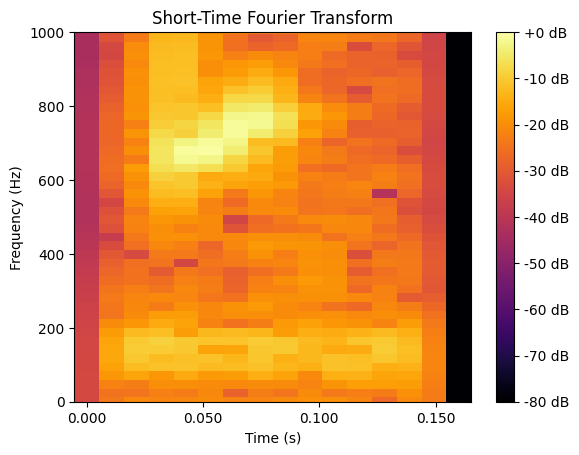 Short-Time Fourier Transform
1000
800
600
400
200
0
Frequency (Hz)
0.000
0.050
0.100
0.150
Time (s)
+0 dB
-10 dB
-20 dB
-30 dB
-40 dB
-50 dB
-60 dB
-70 dB
-80 dB